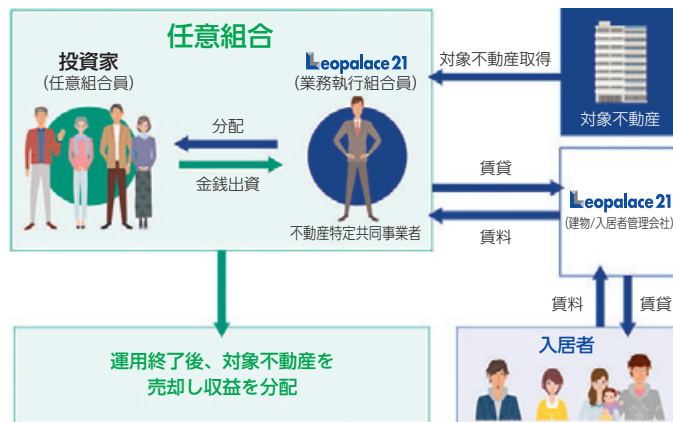 任意組合
投資家
(任意組合員)
Leopalace21
(業務執行組合員)
分配
金銭出資
不動産特定共同事業者
対象不動産取得
対象不動産
賃貸
賃料
Leopalace21
(建物/入居者管理会社)
賃料
賃貸
入居者
運用終了後、対象不動産を
売却し収益を分配